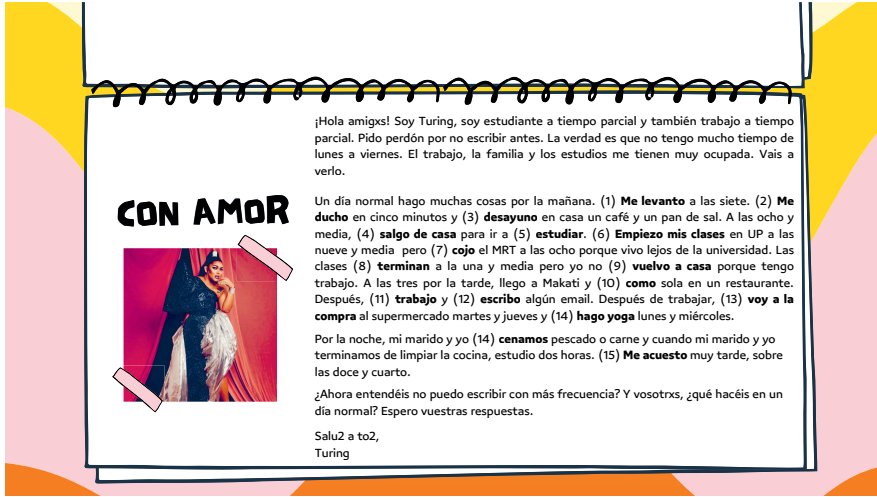 ¡Hola amigxs! Soy Turing, soy estudiante a tiempo parcial y también trabajo a tiempo
parcial. Pido perdón por no escribir antes. La verdad es que no tengo mucho tiempo de
lunes a viernes. El trabajo, la familia y los estudios me tienen muy ocupada. Vais a
verlo.
Un día normal hago muchas cosas por la mañana. (1) Me levanto a las siete. (2) Me
ducho en cinco minutos y (3) desayuno en casa un café y un pan de sal. A las ocho y
media, (4) salgo de casa para ir a (5) estudiar. (6) Empiezo mis clases en UP a las
nueve y media pero (7) cojo el MRT a las ocho porque vivo lejos de la universidad. Las
clases (8) terminan a la una y media pero yo no (9) vuelvo a casa porque tengo
trabajo. A las tres por la tarde, llego a Makati y (10) como sola en un restaurante.
Después, (11) trabajo y (12) escribo algún email. Después de trabajar, (13) voy a la
compra al supermercado martes y jueves y (14) hago yoga lunes y miércoles.
Por la noche, mi marido y yo (14) cenamos pescado o carne y cuando mi marido y yo
terminamos de limpiar la cocina, estudio dos horas. (15) Me acuesto muy tarde, sobre
las doce y cuarto.
¿Ahora entendéis no puedo escribir con más frecuencia? Y vosotrxs, ¿qué hacéis en un
día normal? Espero vuestras respuestas.
Salu2 a to2,
Turing
CON AMOR